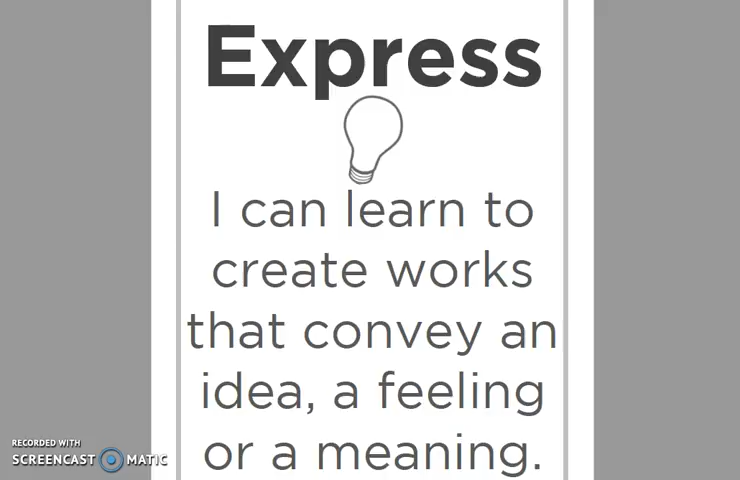 Express
I can learn to
create works
that convey an
idea, a feeling
or a meaning.
RECORDED WITH
SCREENCAST MATIC